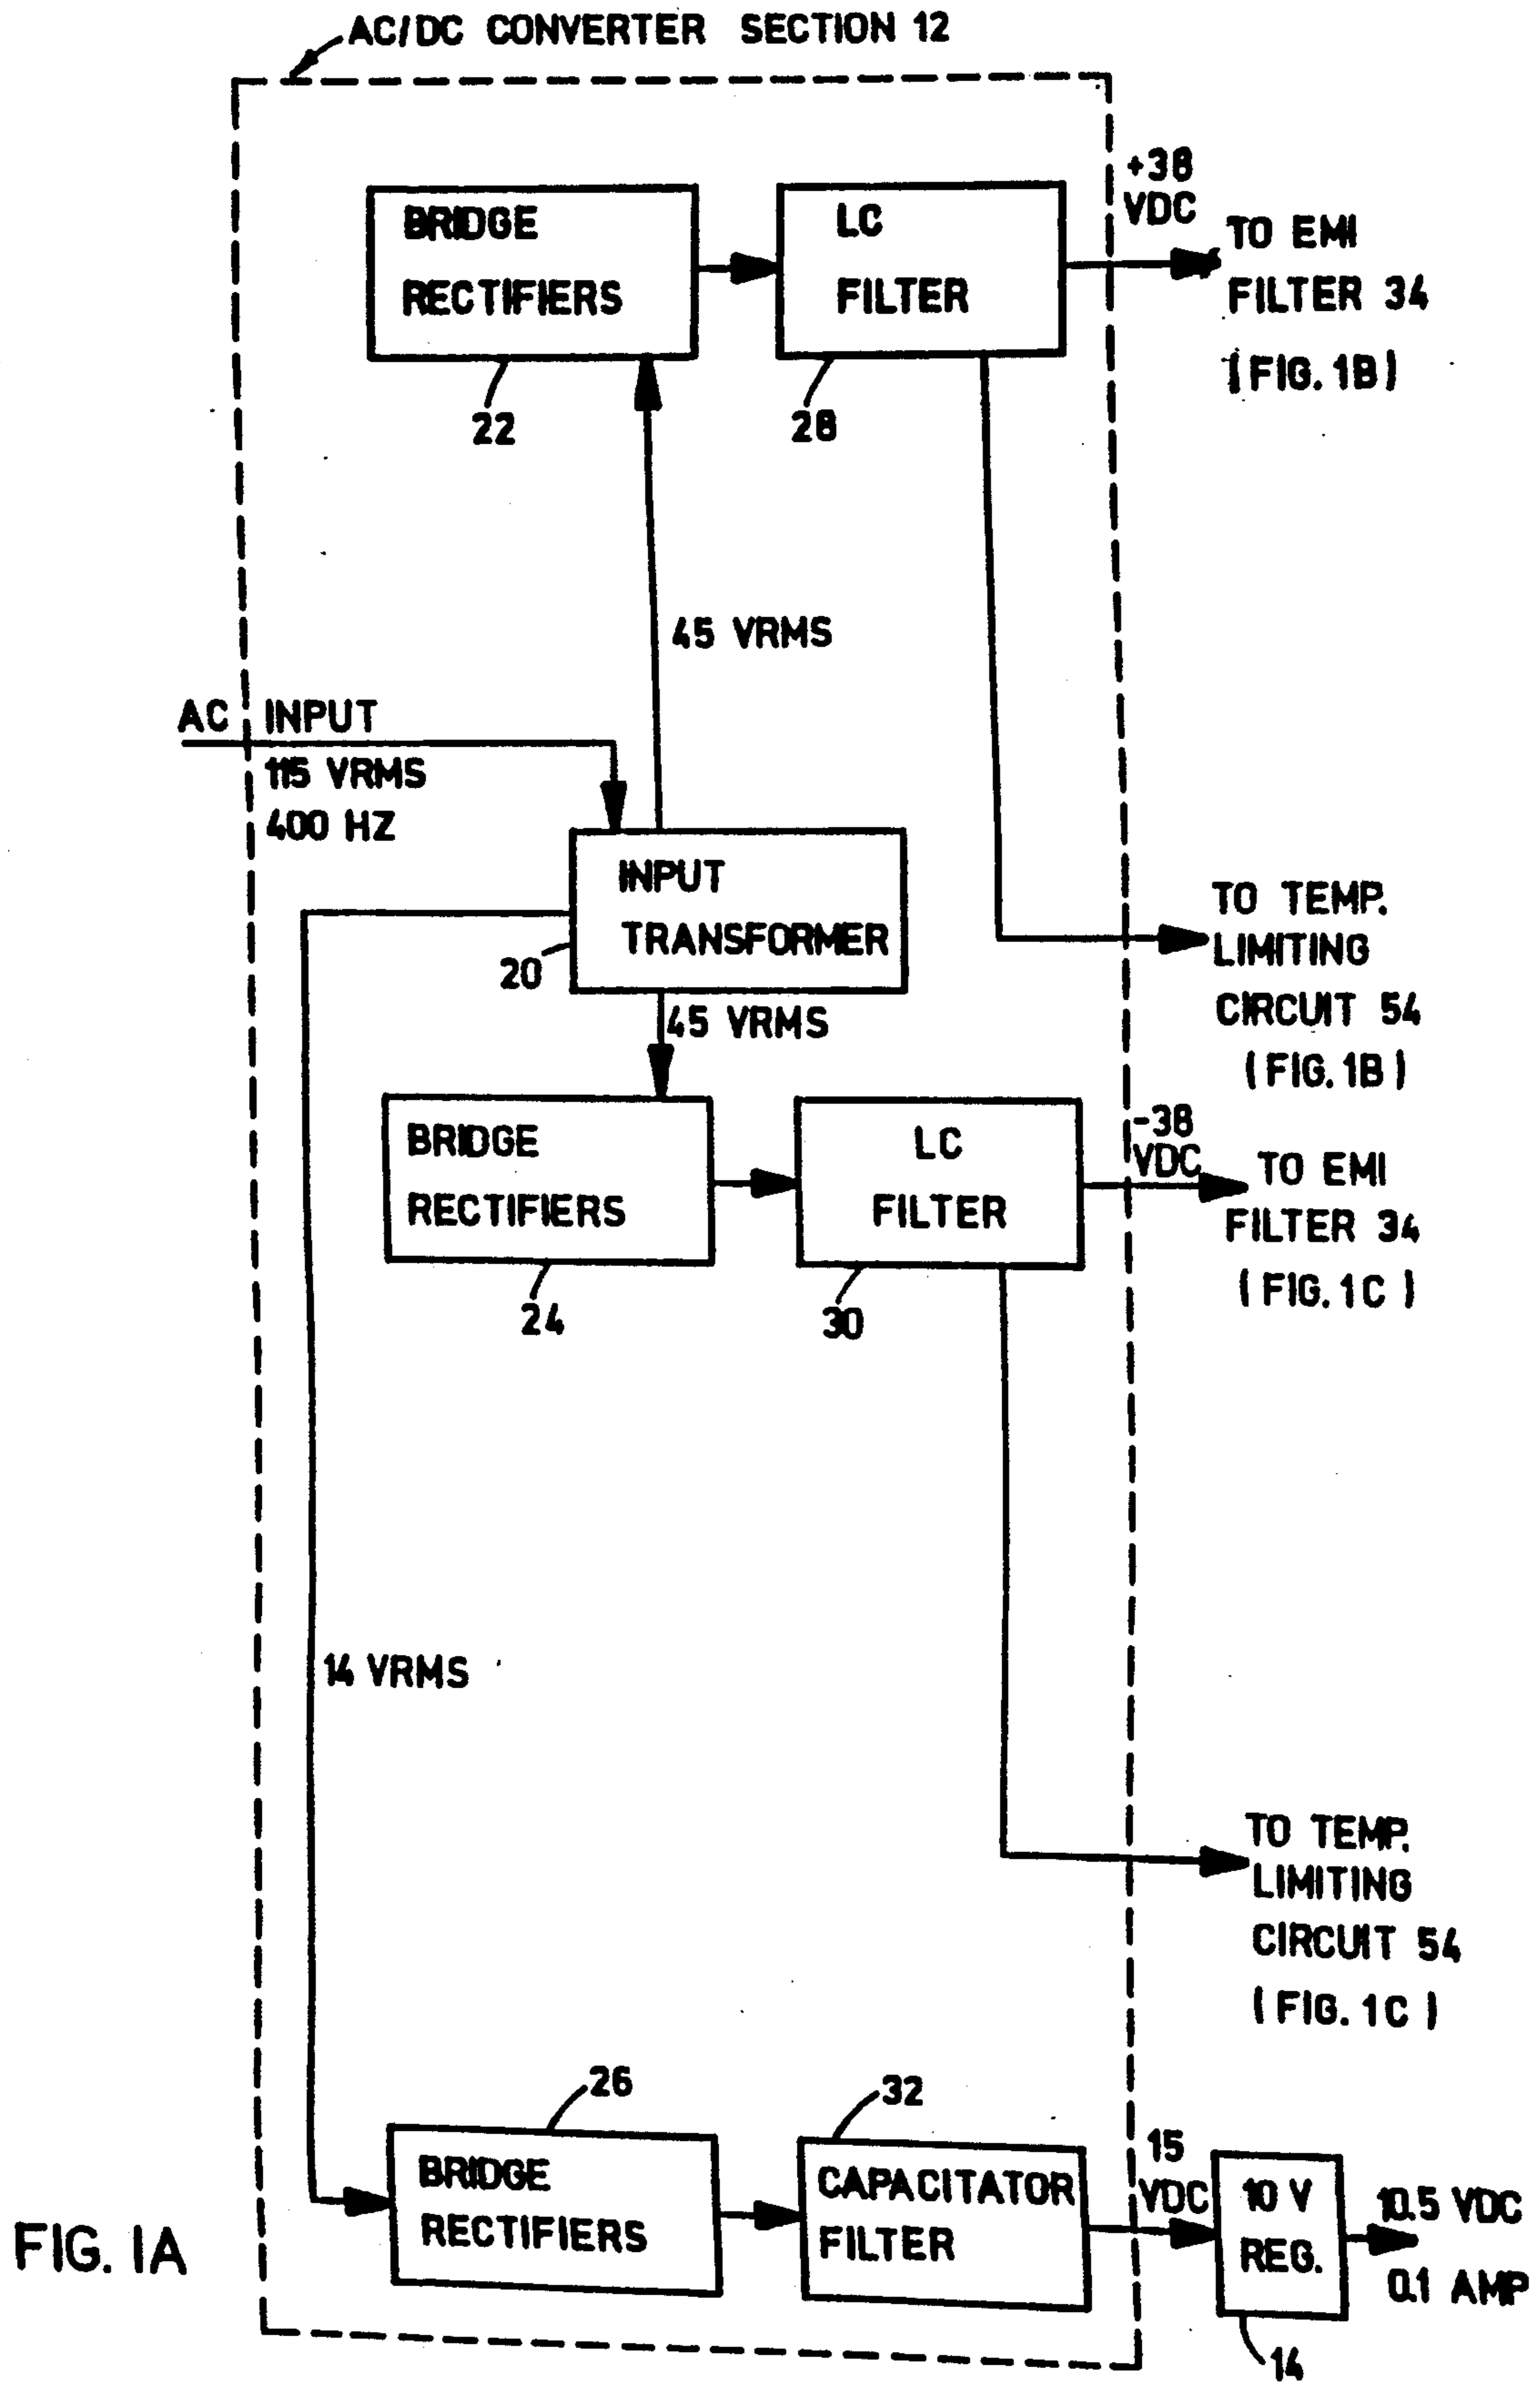 AC/DC CONVERTER SECTION 12
BRIDGE
RECTIFIERS
22
LC
FILTER
28
+38
VDC
TO EMI
FILTER 34
(FIG. 1B)
45 VRMS
AC INPUT
115 VRMS
400 HZ
INPUT
TRANSFORMER
20
TO TEMP.
LIMITING
CIRCUIT 54
(FIG. 1B)
45 VRMS
BRIDGE
RECTIFIERS
24
LC
FILTER
30
-38
VDC
TO EMI
FILTER 34
(FIG. 1C)
14 VRMS
TO TEMP.
LIMITING
CIRCUIT 54
(FIG. 1C)
26
BRIDGE
RECTIFIERS
32
CAPACITATOR
FILTER
15
VDC
10 V
REG.
14
10.5 VDC
0.1 AMP
FIG. 1A